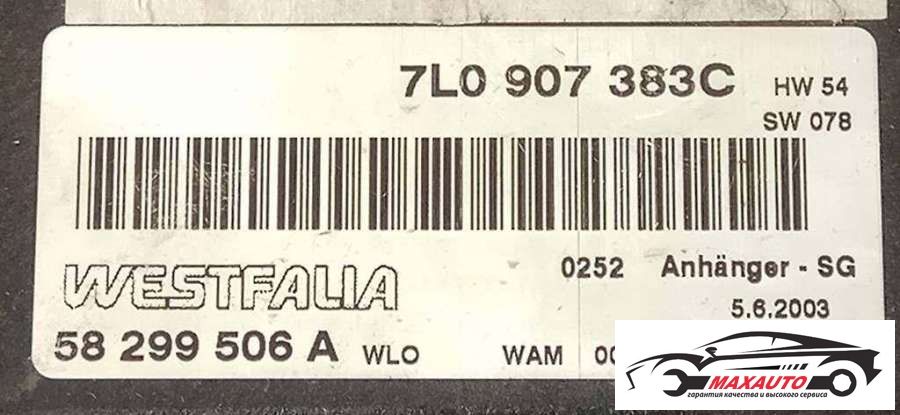 7L0 907 383C HW 54
SW 078
WESTFALIA 0252 Anhänger - SG
5.6.2003
58 299 506 A WLO WAM 00
MAXAUTO
гарантия качества и высокого сервиса